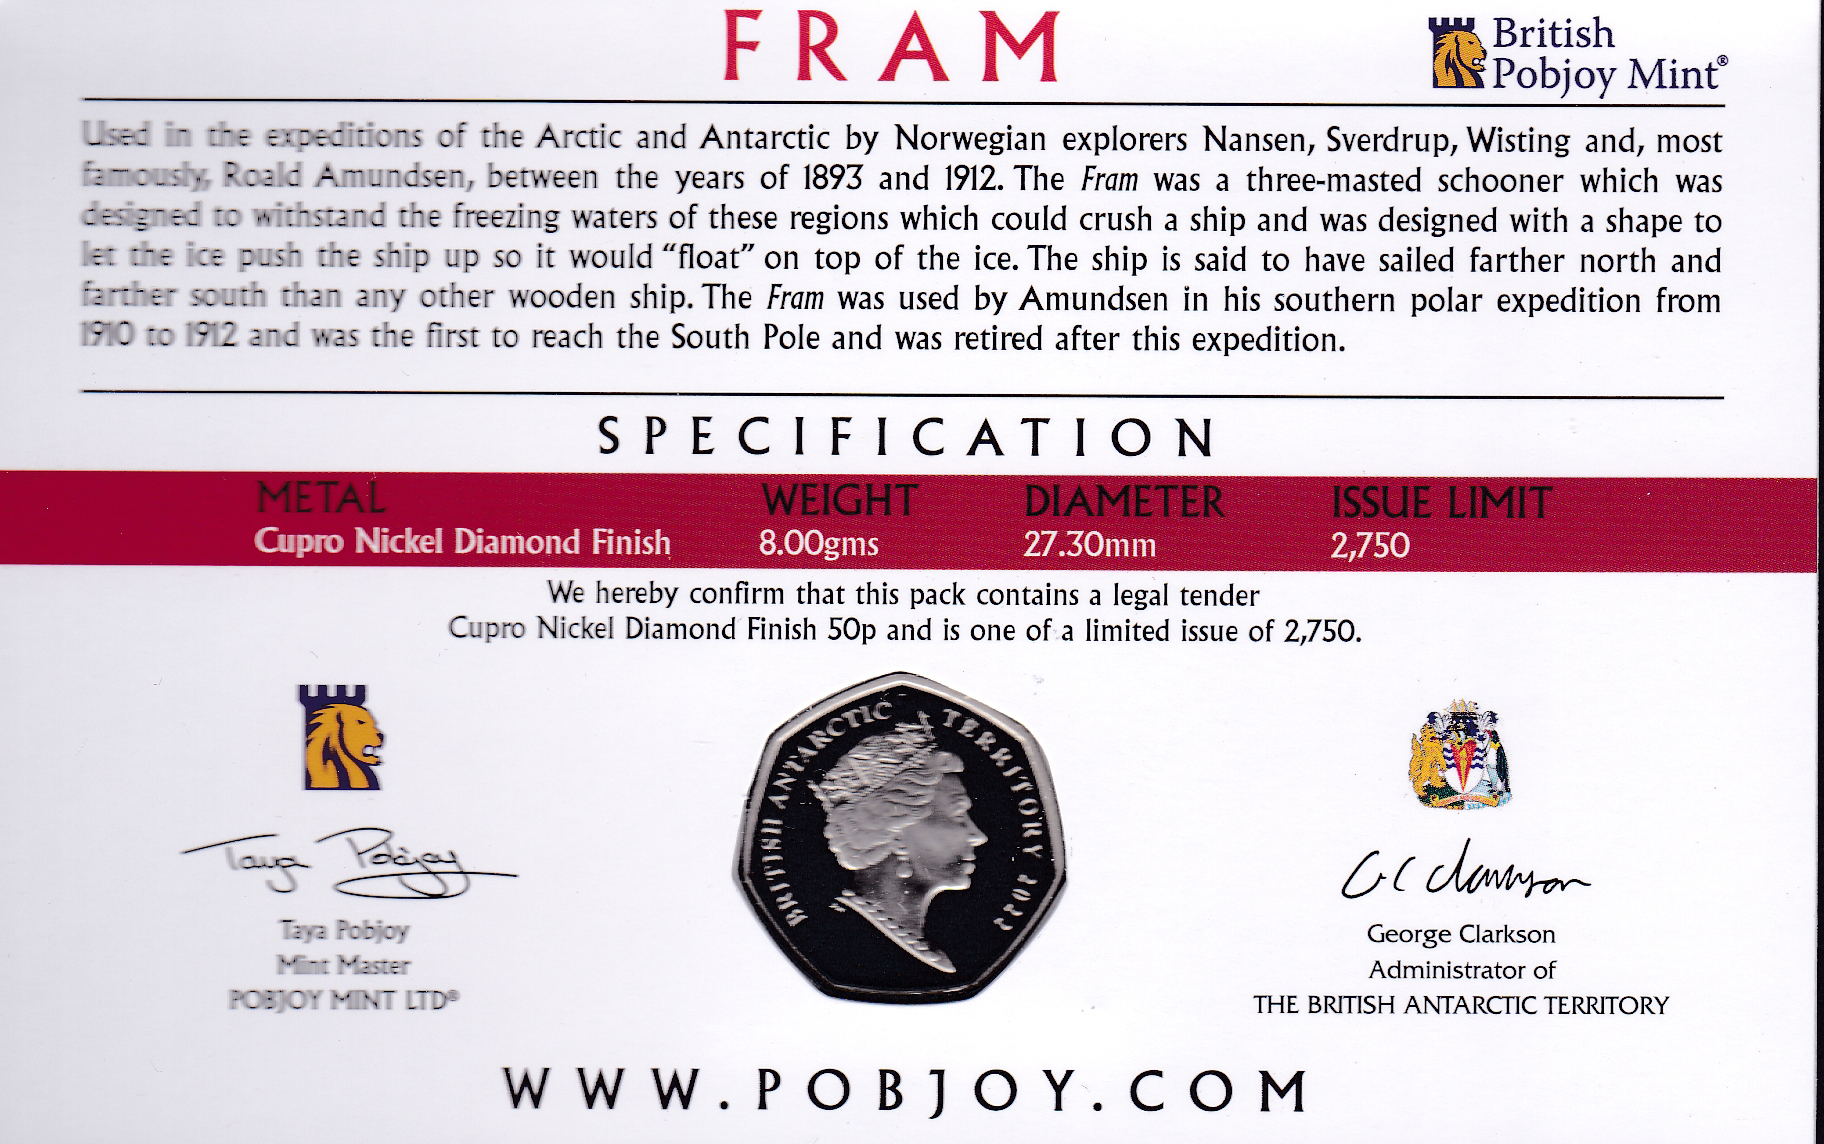 FRAM
British
Pobjoy Mint®
Used in the expeditions of the Arctic and Antarctic by Norwegian explorers Nansen, Sverdrup, Wisting and, most
famously, Roald Amundsen, between the years of 1893 and 1912. The Fram was a three-masted schooner which was
designed to withstand the freezing waters of these regions which could crush a ship and was designed with a shape to
let the ice push the ship up so it would “float” on top of the ice. The ship is said to have sailed farther north and
farther south than any other wooden ship. The Fram was used by Amundsen in his southern polar expedition from
1910 to 1912 and was the first to reach the South Pole and was retired after this expedition.
SPECIFICATION
METAL WEIGHT DIAMETER ISSUE LIMIT
Cupro Nickel Diamond Finish 8.00gms 27.30mm 2,750
We hereby confirm that this pack contains a legal tender
Cupro Nickel Diamond Finish 50p and is one of a limited issue of 2,750.
BRITISH ANTARCTIC TERRITORY 2022
Taya Pobjoy
Taya Pobjoy
Mint Master
POBJOY MINT LTD®
G C Clarkson
George Clarkson
Administrator of
THE BRITISH ANTARCTIC TERRITORY
WWW.POBJOY.COM